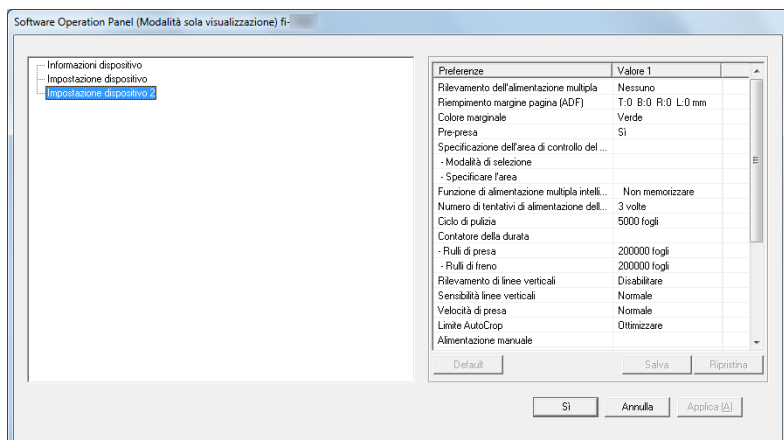 Software Operation Panel (Modalità sola visualizzazione) fi-
Informazioni dispositivo
Impostazione dispositivo
Impostazione dispositivo 2
Preferenze Valore 1
Rilevamento dell'alimentazione multipla Nessuno
Riempimento margine pagina (ADF) T:0 B:0 R:0 L:0 mm
Colore marginale Verde
Pre-presa Sì
Specificazione dell'area di controllo del ...
- Modalità di selezione
- Specificare l'area
Funzione di alimentazione multipla intelli... Non memorizzare
Numero di tentativi di alimentazione dell... 3 volte
Ciclo di pulizia 5000 fogli
Contatore della durata
- Rulli di presa 200000 fogli
- Rulli di freno 200000 fogli
Rilevamento di linee verticali Disabilitare
Sensibilità linee verticali Normale
Velocità di presa Normale
Limite AutoCrop Ottimizzare
Alimentazione manuale
Default Salva Ripristina
Sì Annulla Applica (A)